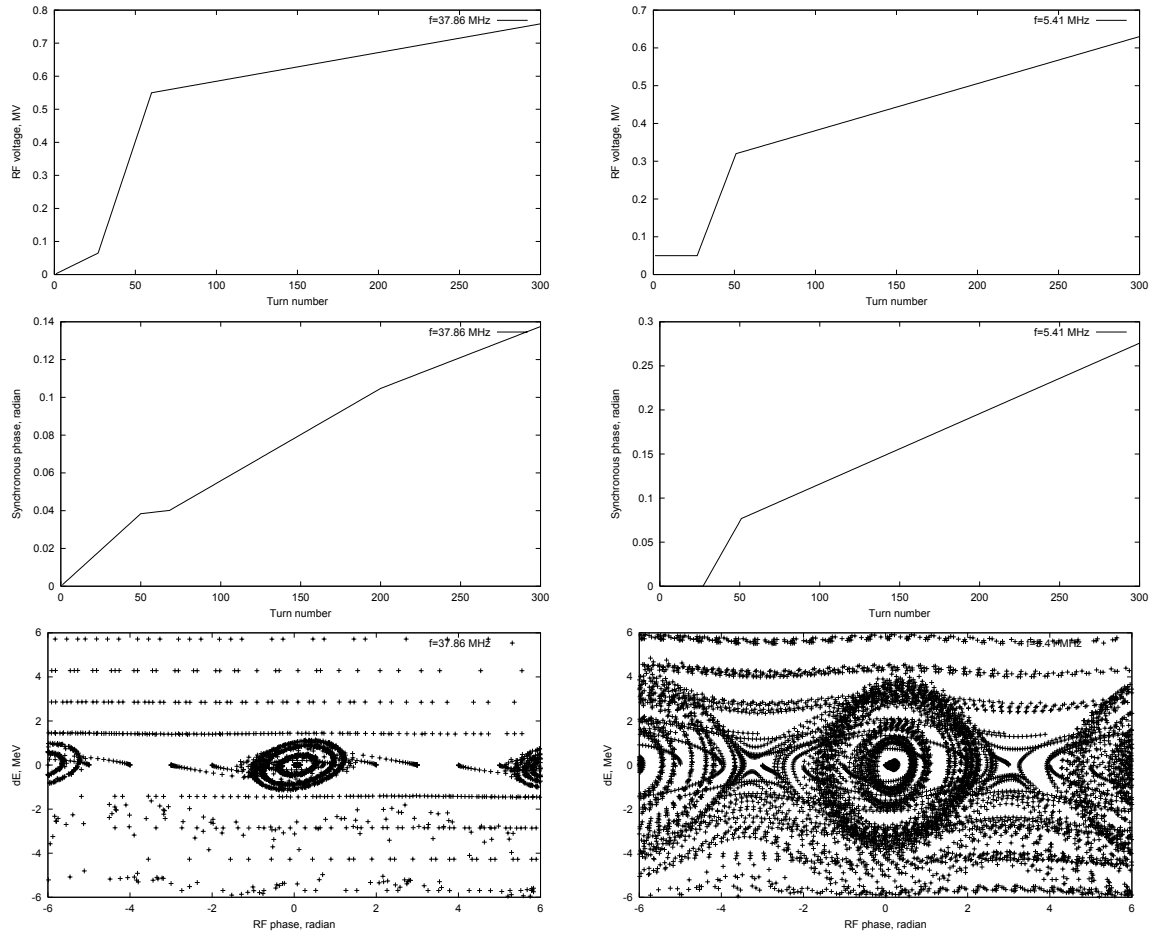 0.8
0.7
0.6
0.5
0.4
0.3
0.2
0.1
0
RF voltage, MV
f=37.86 MHz
0 50 100 150 200 250 300
Turn number
0.7
0.6
0.5
0.4
0.3
0.2
0.1
0
RF voltage, MV
f=5.41 MHz
0 50 100 150 200 250 300
Turn number
0.14
0.12
0.1
0.08
0.06
0.04
0.02
0
Synchronous phase, radian
f=37.86 MHz
0 50 100 150 200 250 300
Turn number
0.3
0.25
0.2
0.15
0.1
0.05
0
Synchronous phase, radian
f=5.41 MHz
0 50 100 150 200 250 300
Turn number
6
4
2
0
-2
-4
-6
dE, MeV
f=37.86 MHz
-6 -4 -2 0 2 4 6
RF phase, radian
6
4
2
0
-2
-4
-6
dE, MeV
f=5.41 MHz
-6 -4 -2 0 2 4 6
RF phase, radian